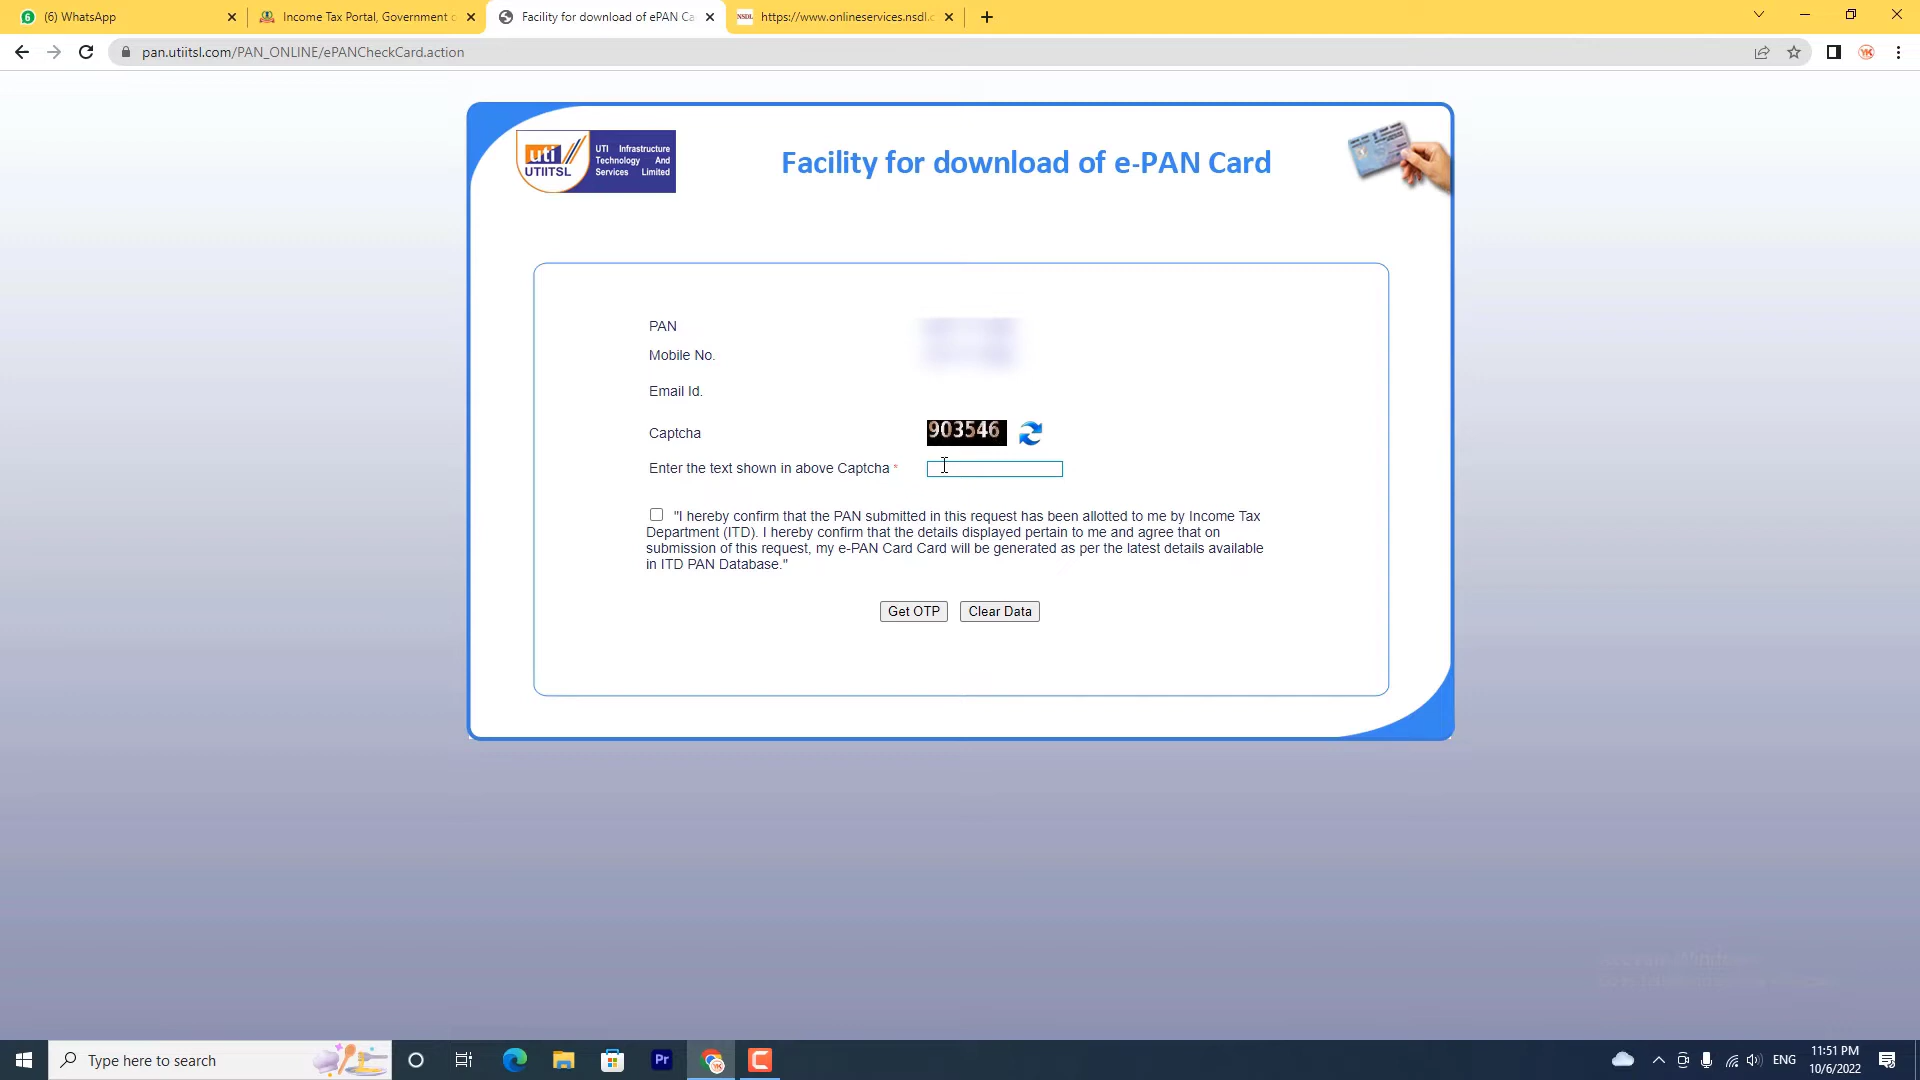 (6) WhatsApp
Income Tax Portal, Government
Facility for download of ePAN Ca
https://www.onlineservices.nsdl.c
pan.utiitsl.com/PAN_ONLINE/ePANCheckCard.action
uti
UTIITSL
UTI Infrastructure
Technology And
Services Limited
Facility for download of e-PAN Card
PAN
Mobile No.
Email Id.
Captcha
903546
Enter the text shown in above Captcha *
"I hereby confirm that the PAN submitted in this request has been allotted to me by Income Tax
Department (ITD). I hereby confirm that the details displayed pertain to me and agree that on
submission of this request, my e-PAN Card Card will be generated as per the latest details available
in ITD PAN Database."
Get OTP
Clear Data
Type here to search
Pr
ENG
11:51 PM
10/6/2022